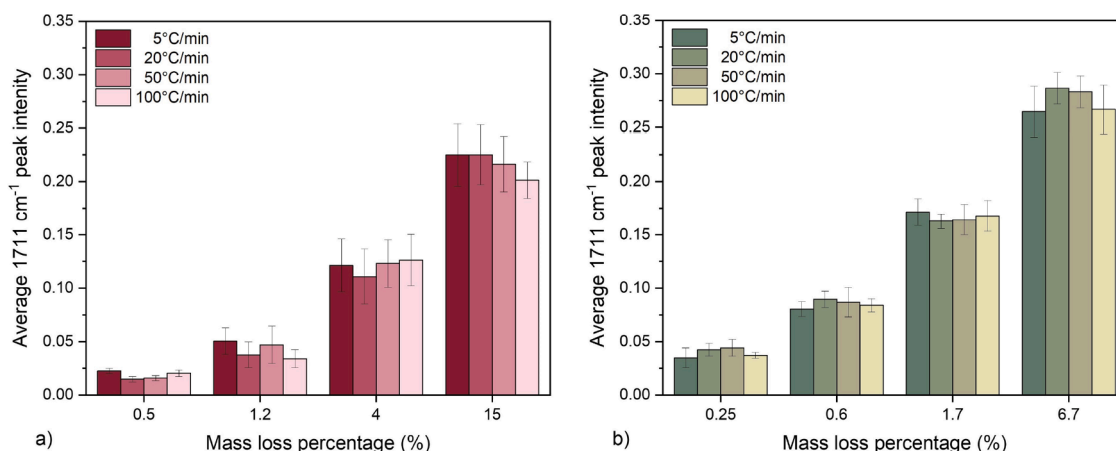 0.35
0.30
0.25
0.20
0.15
0.10
0.05
0.00
Average 1711 cm⁻¹ peak intenity
5°C/min
20°C/min
50°C/min
100°C/min
0.5 1.2 4 15
a) Mass loss percentage (%)
0.35
0.30
0.25
0.20
0.15
0.10
0.05
0.00
Average 1711 cm⁻¹ peak intenity
5°C/min
20°C/min
50°C/min
100°C/min
0.25 0.6 1.7 6.7
b) Mass loss percentage (%)